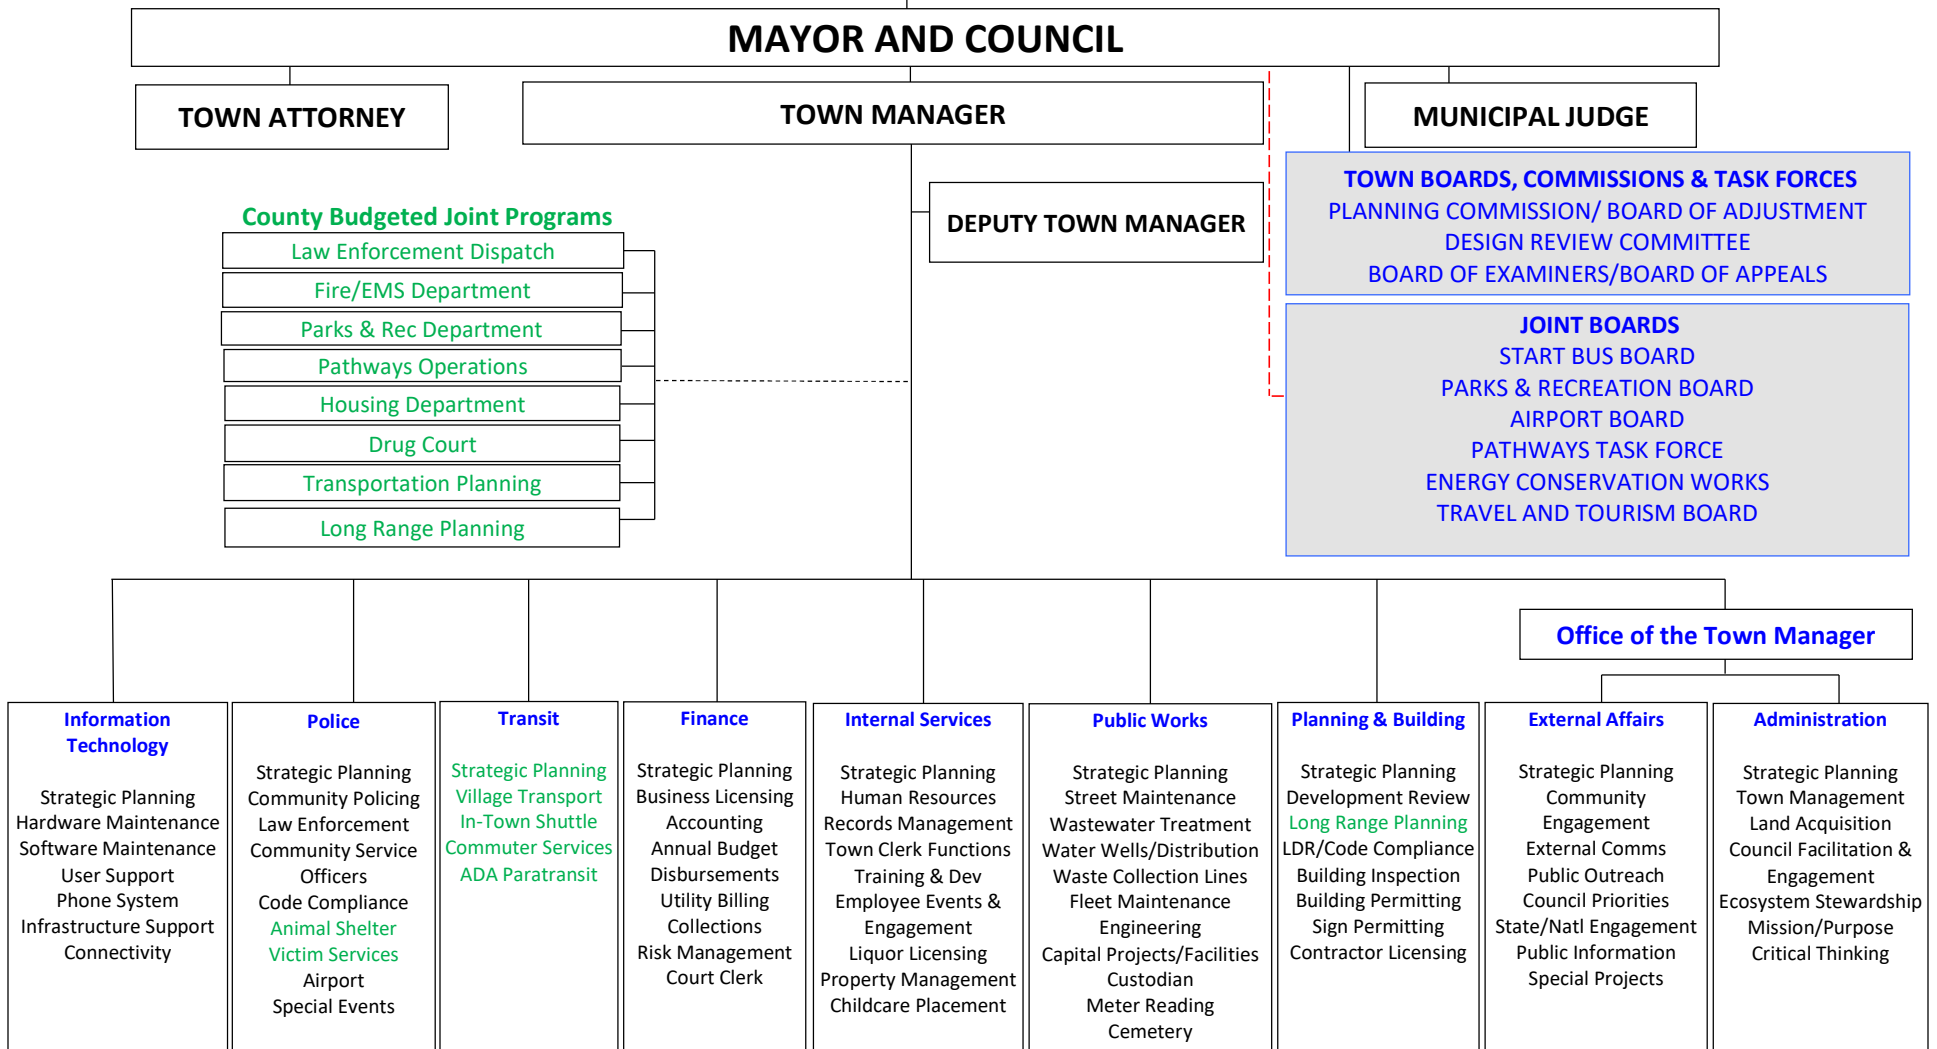 MAYOR AND COUNCIL
TOWN ATTORNEY
TOWN MANAGER
MUNICIPAL JUDGE
DEPUTY TOWN MANAGER
TOWN BOARDS, COMMISSIONS & TASK FORCES
PLANNING COMMISSION/ BOARD OF ADJUSTMENT
DESIGN REVIEW COMMITTEE
BOARD OF EXAMINERS/BOARD OF APPEALS
JOINT BOARDS
START BUS BOARD
PARKS & RECREATION BOARD
AIRPORT BOARD
PATHWAYS TASK FORCE
ENERGY CONSERVATION WORKS
TRAVEL AND TOURISM BOARD
County Budgeted Joint Programs
Law Enforcement Dispatch
Fire/EMS Department
Parks & Rec Department
Pathways Operations
Housing Department
Drug Court
Transportation Planning
Long Range Planning
Office of the Town Manager
Information
Technology
Strategic Planning
Hardware Maintenance
Software Maintenance
User Support
Phone System
Infrastructure Support
Connectivity
Police
Strategic Planning
Community Policing
Law Enforcement
Community Service
Officers
Code Compliance
Animal Shelter
Victim Services
Airport
Special Events
Transit
Strategic Planning
Village Transport
In-Town Shuttle
Commuter Services
ADA Paratransit
Finance
Strategic Planning
Business Licensing
Accounting
Annual Budget
Disbursements
Utility Billing
Collections
Risk Management
Court Clerk
Internal Services
Strategic Planning
Human Resources
Records Management
Town Clerk Functions
Training & Dev
Employee Events &
Engagement
Liquor Licensing
Property Management
Childcare Placement
Public Works
Strategic Planning
Street Maintenance
Wastewater Treatment
Water Wells/Distribution
Waste Collection Lines
Fleet Maintenance
Engineering
Capital Projects/Facilities
Custodian
Meter Reading
Cemetery
Planning & Building
Strategic Planning
Development Review
Long Range Planning
LDR/Code Compliance
Building Inspection
Building Permitting
Sign Permitting
Contractor Licensing
External Affairs
Strategic Planning
Community
Engagement
External Comms
Public Outreach
Council Priorities
State/Natl Engagement
Public Information
Special Projects
Administration
Strategic Planning
Town Management
Land Acquisition
Council Facilitation &
Engagement
Ecosystem Stewardship
Mission/Purpose
Critical Thinking